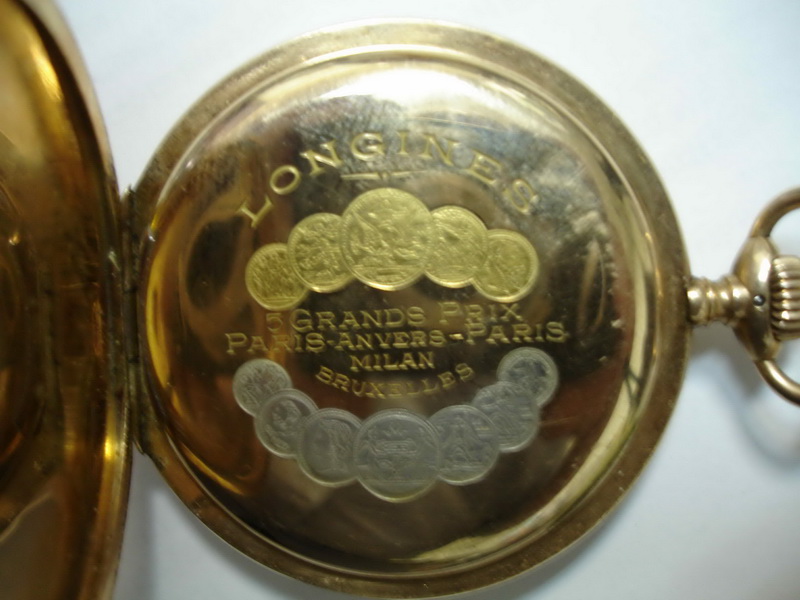 LONGINES
5 GRANDS PRIX
PARIS-ANVERS-PARIS
MILAN
BRUXELLES